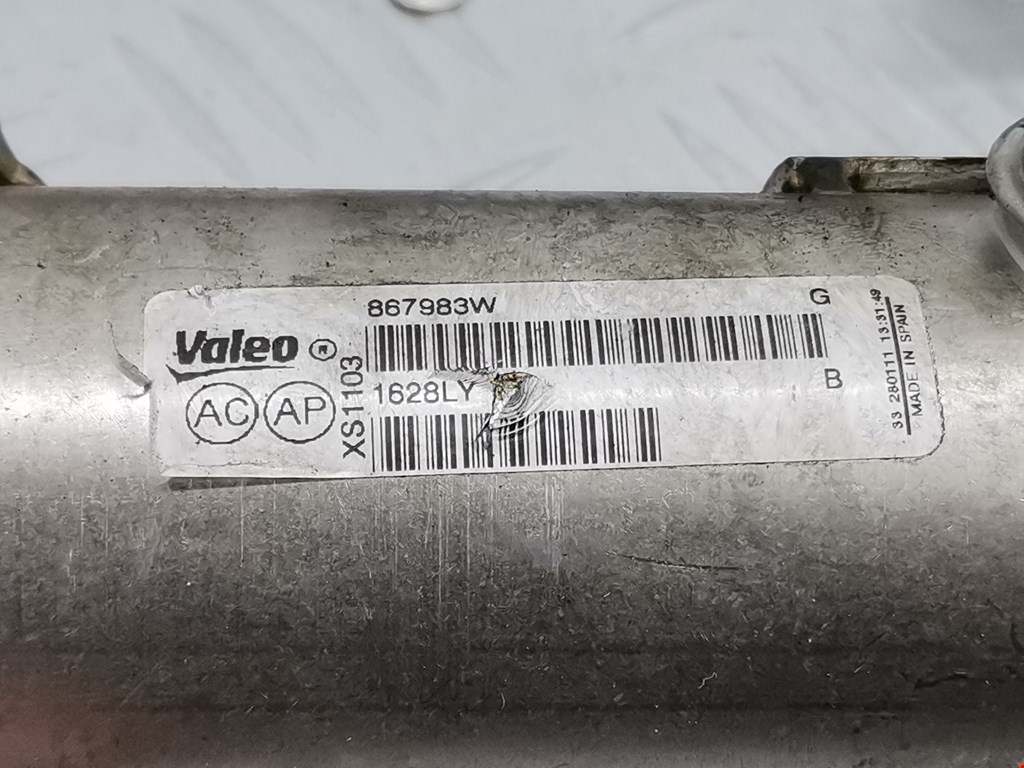 Valeo ®
AC AP
XS1103
867983W
G
1628LY
B
33 280111 13:31:49
MADE IN SPAIN